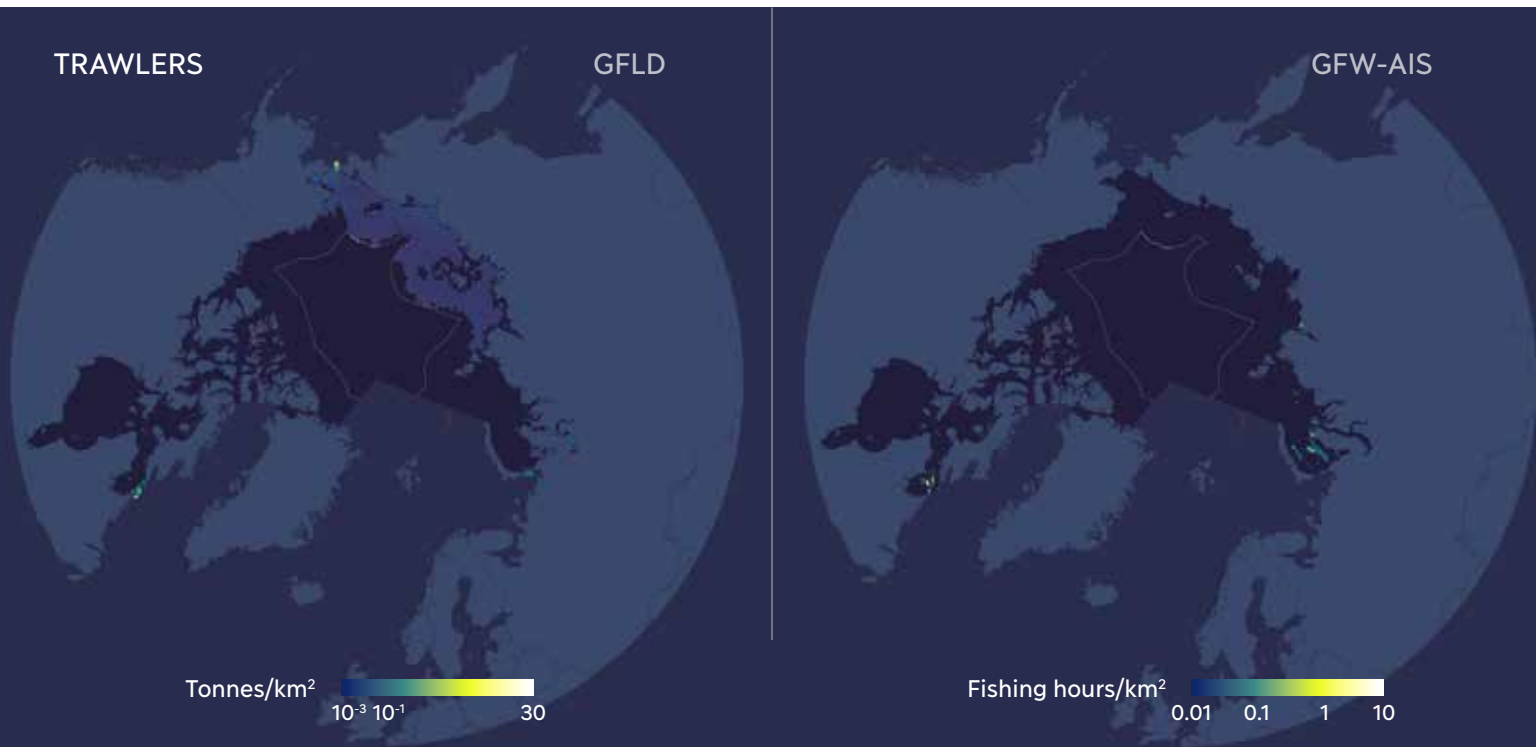 TRAWLERS
GFLD
GFW-AIS
Tonnes/km²
10⁻³ 10⁻¹ 30
Fishing hours/km²
0.01 0.1 1 10